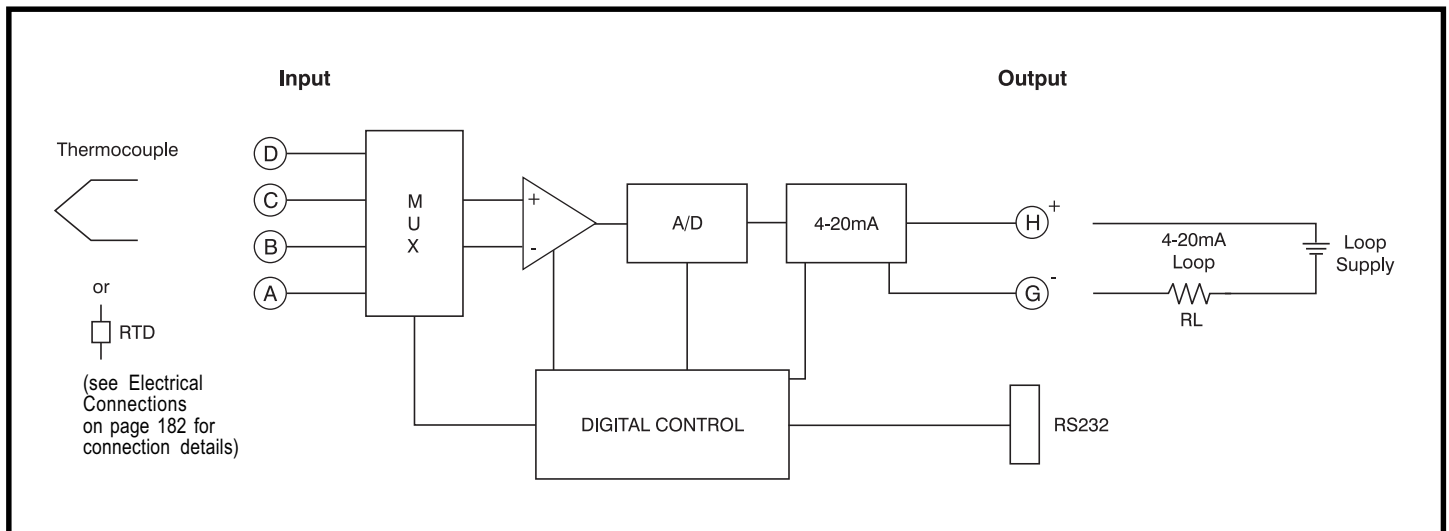 Input
Output
Thermocouple
D
C
B
A
M
U
X
+
-
A/D
4-20mA
H
+
G
-
4-20mA
Loop
RL
Loop
Supply
or
RTD
(see Electrical
Connections
on page 182 for
connection details)
DIGITAL CONTROL
RS232